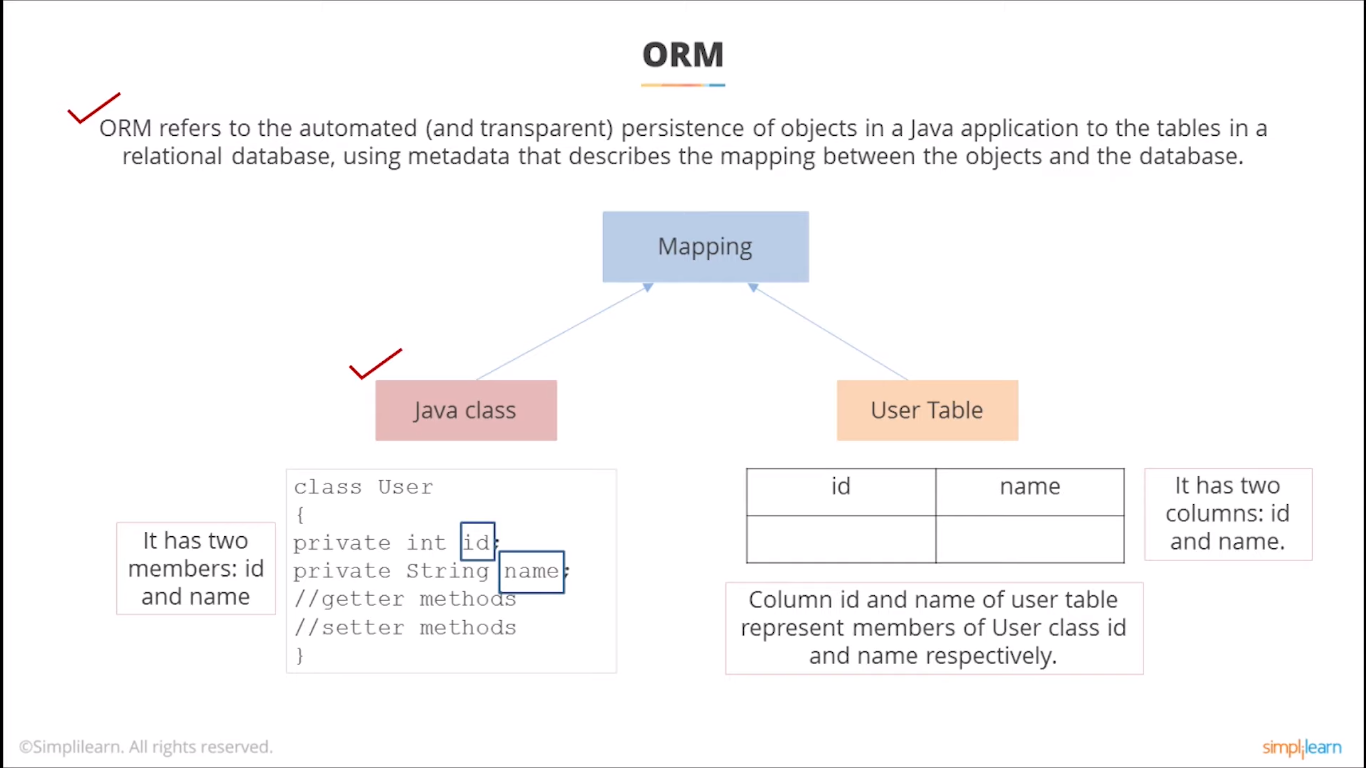 ORM
ORM refers to the automated (and transparent) persistence of objects in a Java application to the tables in a
relational database, using metadata that describes the mapping between the objects and the database.
Mapping
Java class
User Table
It has two
members: id
and name
class User
{
private int id;
private String name;
//getter methods
//setter methods
}
id name
It has two
columns: id
and name.
Column id and name of user table
represent members of User class id
and name respectively.
©Simplilearn. All rights reserved.
simplilearn